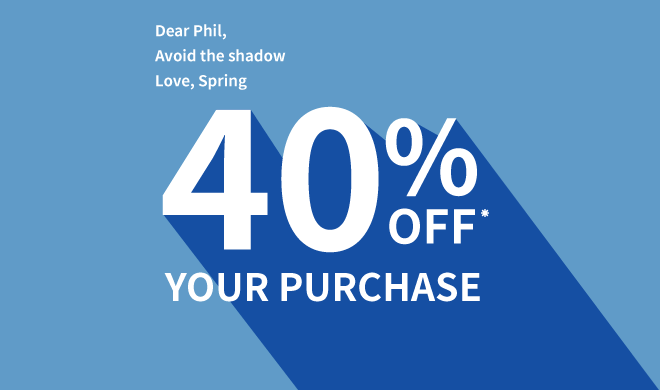 Dear Phil,
Avoid the shadow
Love, Spring
40%
OFF*
YOUR PURCHASE